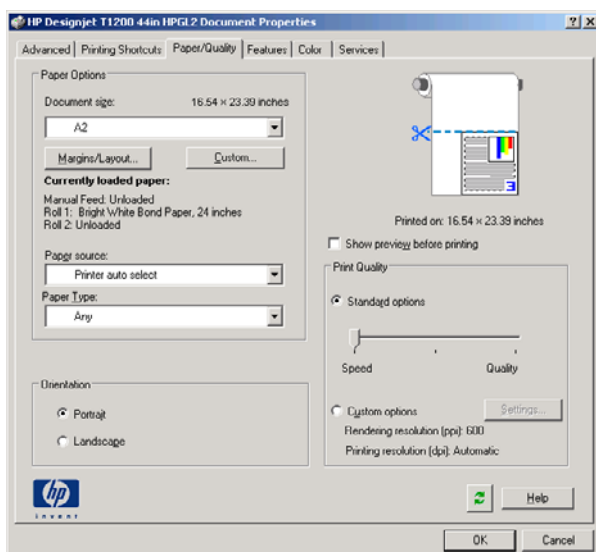 HP Designjet T1200 44in HPGL2 Document Properties
Advanced Printing Shortcuts Paper/Quality Features Color Services
Paper Options
Document size: 16.54 × 23.39 inches
A2
Margins/Layout... Custom...
Currently loaded paper:
Manual Feed: Unloaded
Roll 1: Bright White Bond Paper, 24 inches
Roll 2: Unloaded
Paper source:
Printer auto select
Paper Type:
Any
Orientation
Portrait
Landscape
3
Printed on: 16.54 × 23.39 inches
Show preview before printing
Print Quality
Standard options
Speed Quality
Custom options Settings...
Rendering resolution (ppi): 600
Printing resolution (dpi): Automatic
hp
invent
Help
OK Cancel